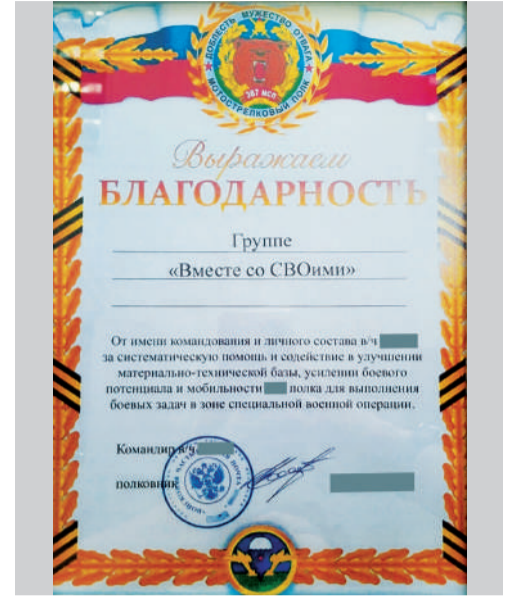 ДОБЛЕСТЬ МУЖЕСТВО ОТВАГА
387 МСП
МОТОСТРЕЛКОВЫЙ ПОЛК
Выражаем
БЛАГОДАРНОСТЬ
Группе
«Вместе со СВОими»
От имени командования и личного состава в/ч
за систематическую помощь и содействие в улучшении
материально-технической базы, усилении боевого
потенциала и мобильности полка для выполнения
боевых задач в зоне специальной военной операции.
Командир в/ч
полковник